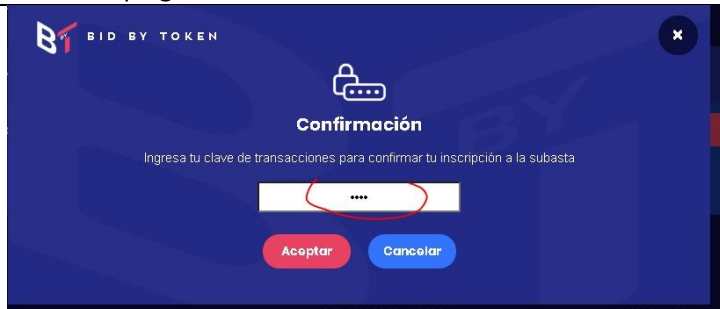 BID BY TOKEN
Confirmación
Ingresa tu clave de transacciones para confirmar tu inscripción a la subasta
••••
Aceptar Cancelar